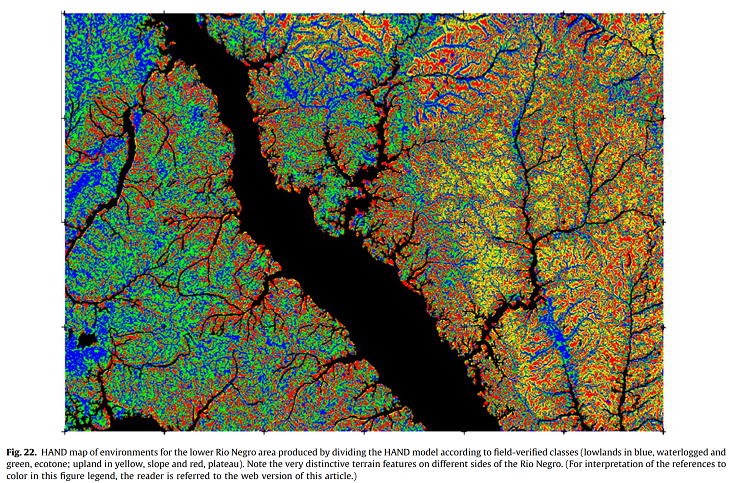 Fig. 22. HAND map of environments for the lower Rio Negro area produced by dividing the HAND model according to field-verified classes (lowlands in blue, waterlogged and
green, ecotone; upland in yellow, slope and red, plateau). Note the very distinctive terrain features on different sides of the Rio Negro. (For interpretation of the references to
color in this figure legend, the reader is referred to the web version of this article.)